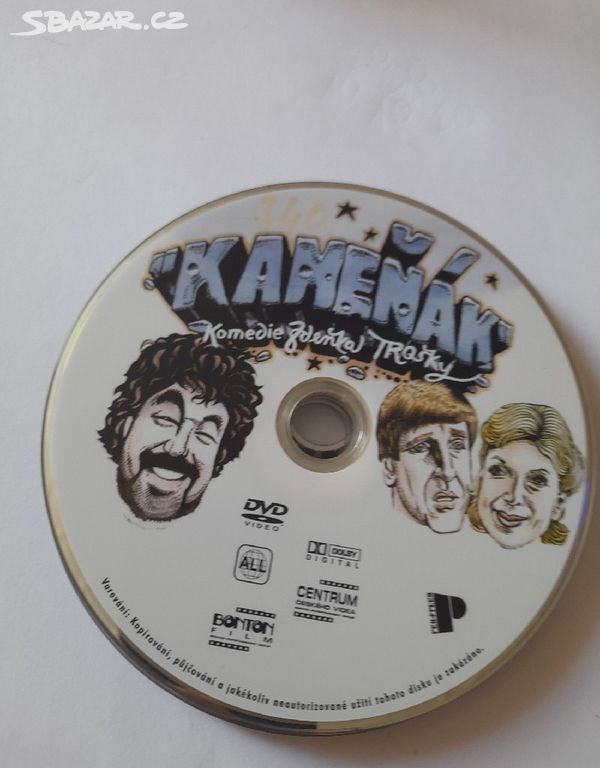 SBAZAR.CZ
"KAMEŇÁK"
Komedie Zdeňka TRošky
DVD
VIDEO
ALL
DOLBY
DIGITAL
CENTRUM
ČESKÉHO VIDEA
BONTON
FILM
Varování: Kopírování, půjčování a jakékoliv neautorizované užití tohoto disku je zakázáno.